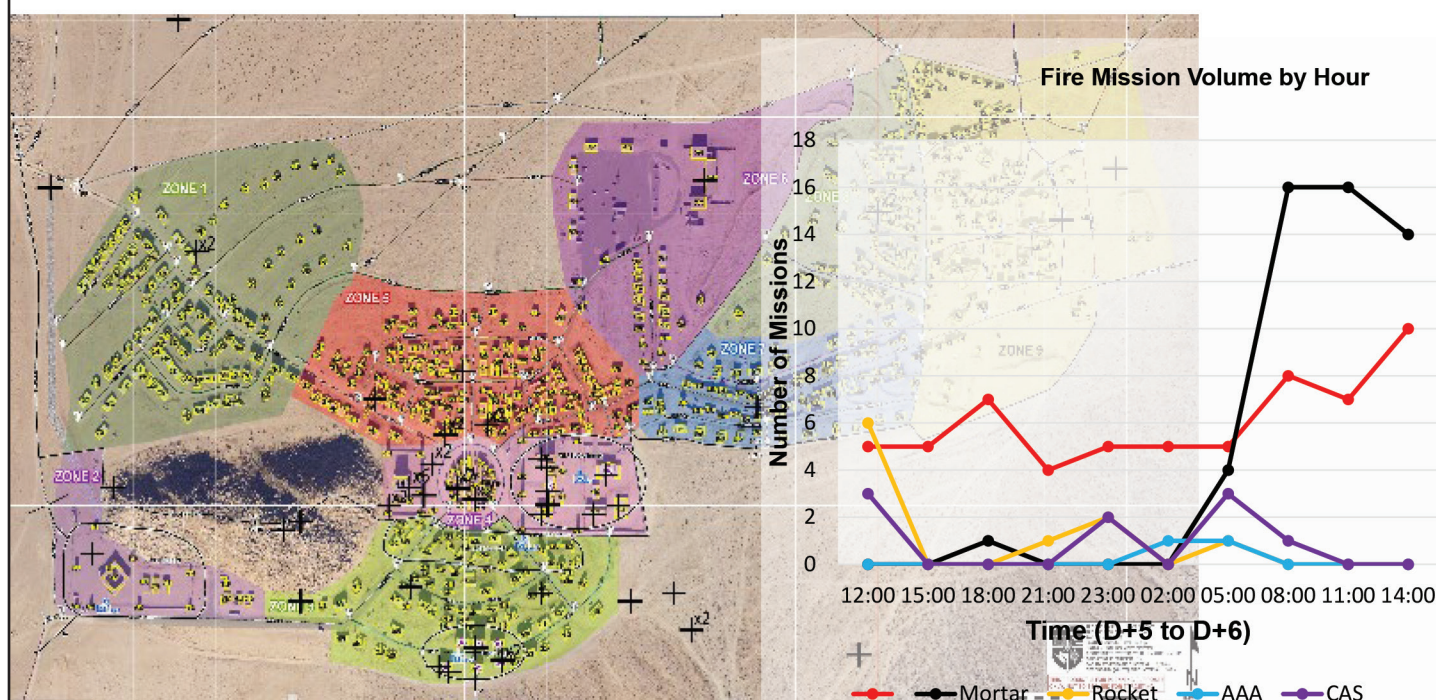 Fire Mission Volume by Hour
ZONE 1
ZONE 6
ZONE
ZONE 5
ZONE
ZONE 9
ZONE 2
ZONE 4
x2
x2
x2
Number of Missions
18
16
14
12
10
8
6
4
2
0
12:00 15:00 18:00 21:00 23:00 02:00 05:00 08:00 11:00 14:00
Time (D+5 to D+6)
Mortar Rocket AAA CAS